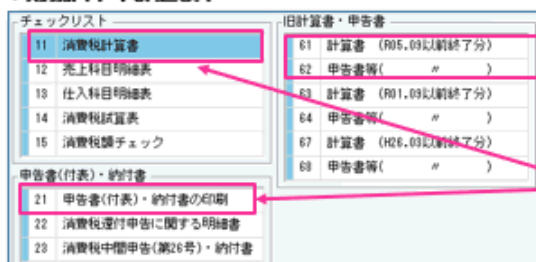 チェックリスト
11 消費税計算書
12 売上科目明細表
13 仕入科目明細表
14 消費税試算表
15 消費税額チェック
申告書(付表)・納付書
21 申告書(付表)・納付書の印刷
22 消費税還付申告に関する明細書
23 消費税中間申告(第26号)・納付書
旧計算書・申告書
61 計算書 (R05.09以前終了分)
62 申告書等( 〃 )
63 計算書 (R01.09以前終了分)
64 申告書等( 〃 )
67 計算書 (H26.03以前終了分)
68 申告書等( 〃 )